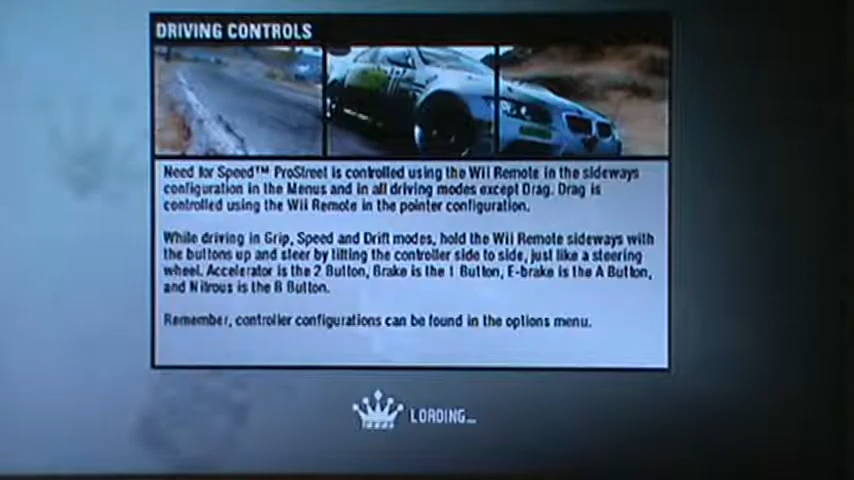 DRIVING CONTROLS
Need for Speed™ ProStreet is controlled using the Wii Remote in the sideways
configuration in the Menus and in all driving modes except Drag. Drag is
controlled using the Wii Remote in the pointer configuration.
While driving in Grip, Speed and Drift modes, hold the Wii Remote sideways with
the buttons up and steer by tilting the controller side to side, just like a steering
wheel. Accelerator is the 2 Button, Brake is the 1 Button, E-brake is the A Button,
and Nitrous is the B Button.
Remember, controller configurations can be found in the options menu.
LOADING...